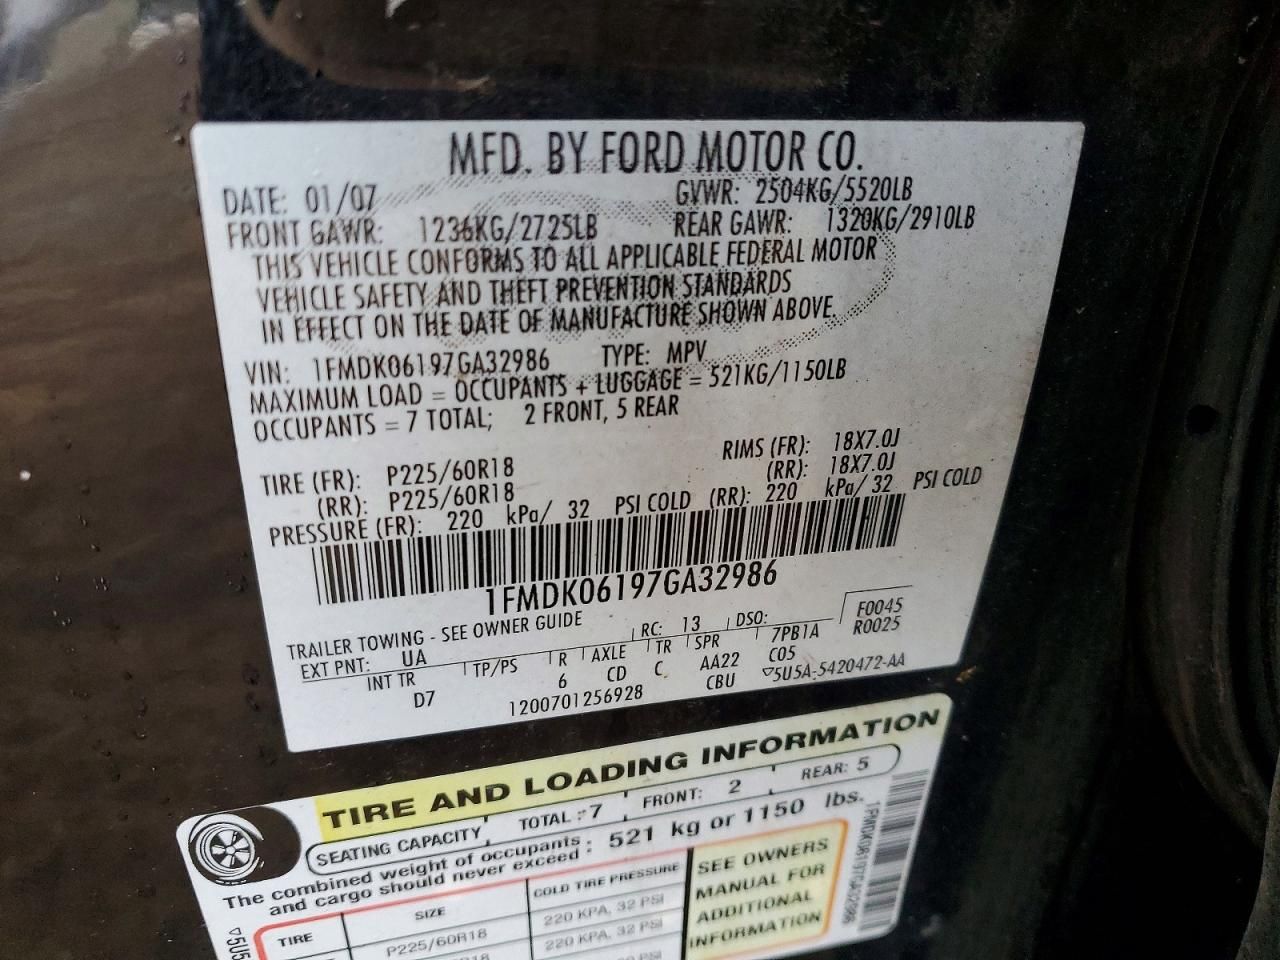 MFD. BY FORD MOTOR CO.
DATE: 01/07 GVWR: 2504KG/5520LB
FRONT GAWR: 1236KG/2725LB REAR GAWR: 1320KG/2910LB
THIS VEHICLE CONFORMS TO ALL APPLICABLE FEDERAL MOTOR
VEHICLE SAFETY AND THEFT PREVENTION STANDARDS
IN EFFECT ON THE DATE OF MANUFACTURE SHOWN ABOVE.
VIN: 1FMDK06197GA32986 TYPE: MPV
MAXIMUM LOAD = OCCUPANTS + LUGGAGE = 521KG/1150LB
OCCUPANTS = 7 TOTAL; 2 FRONT, 5 REAR
TIRE (FR): P225/60R18 RIMS (FR): 18X7.0J
(RR): P225/60R18 (RR): 18X7.0J
PRESSURE (FR): 220 kPa/ 32 PSI COLD (RR): 220 kPa/ 32 PSI COLD
1FMDK06197GA32986
TRAILER TOWING - SEE OWNER GUIDE RC: 13 DSO: F0045
EXT PNT: UA R0025
INT TR TP/PS R AXLE TR SPR 7PB1A
D7 6 CD C AA22 C05
1200701256928 CBU ▽5U5A-5420472-AA
TIRE AND LOADING INFORMATION
SEATING CAPACITY TOTAL :7 FRONT: 2 REAR: 5
The combined weight of occupants
and cargo should never exceed : 521 kg or 1150 lbs.
TIRE SIZE COLD TIRE PRESSURE
P225/60R18 220 KPA, 32 PSI
220 KPA, 32 PSI
SEE OWNERS
MANUAL FOR
ADDITIONAL
INFORMATION
1FMDK06197GA32986
▽5U5